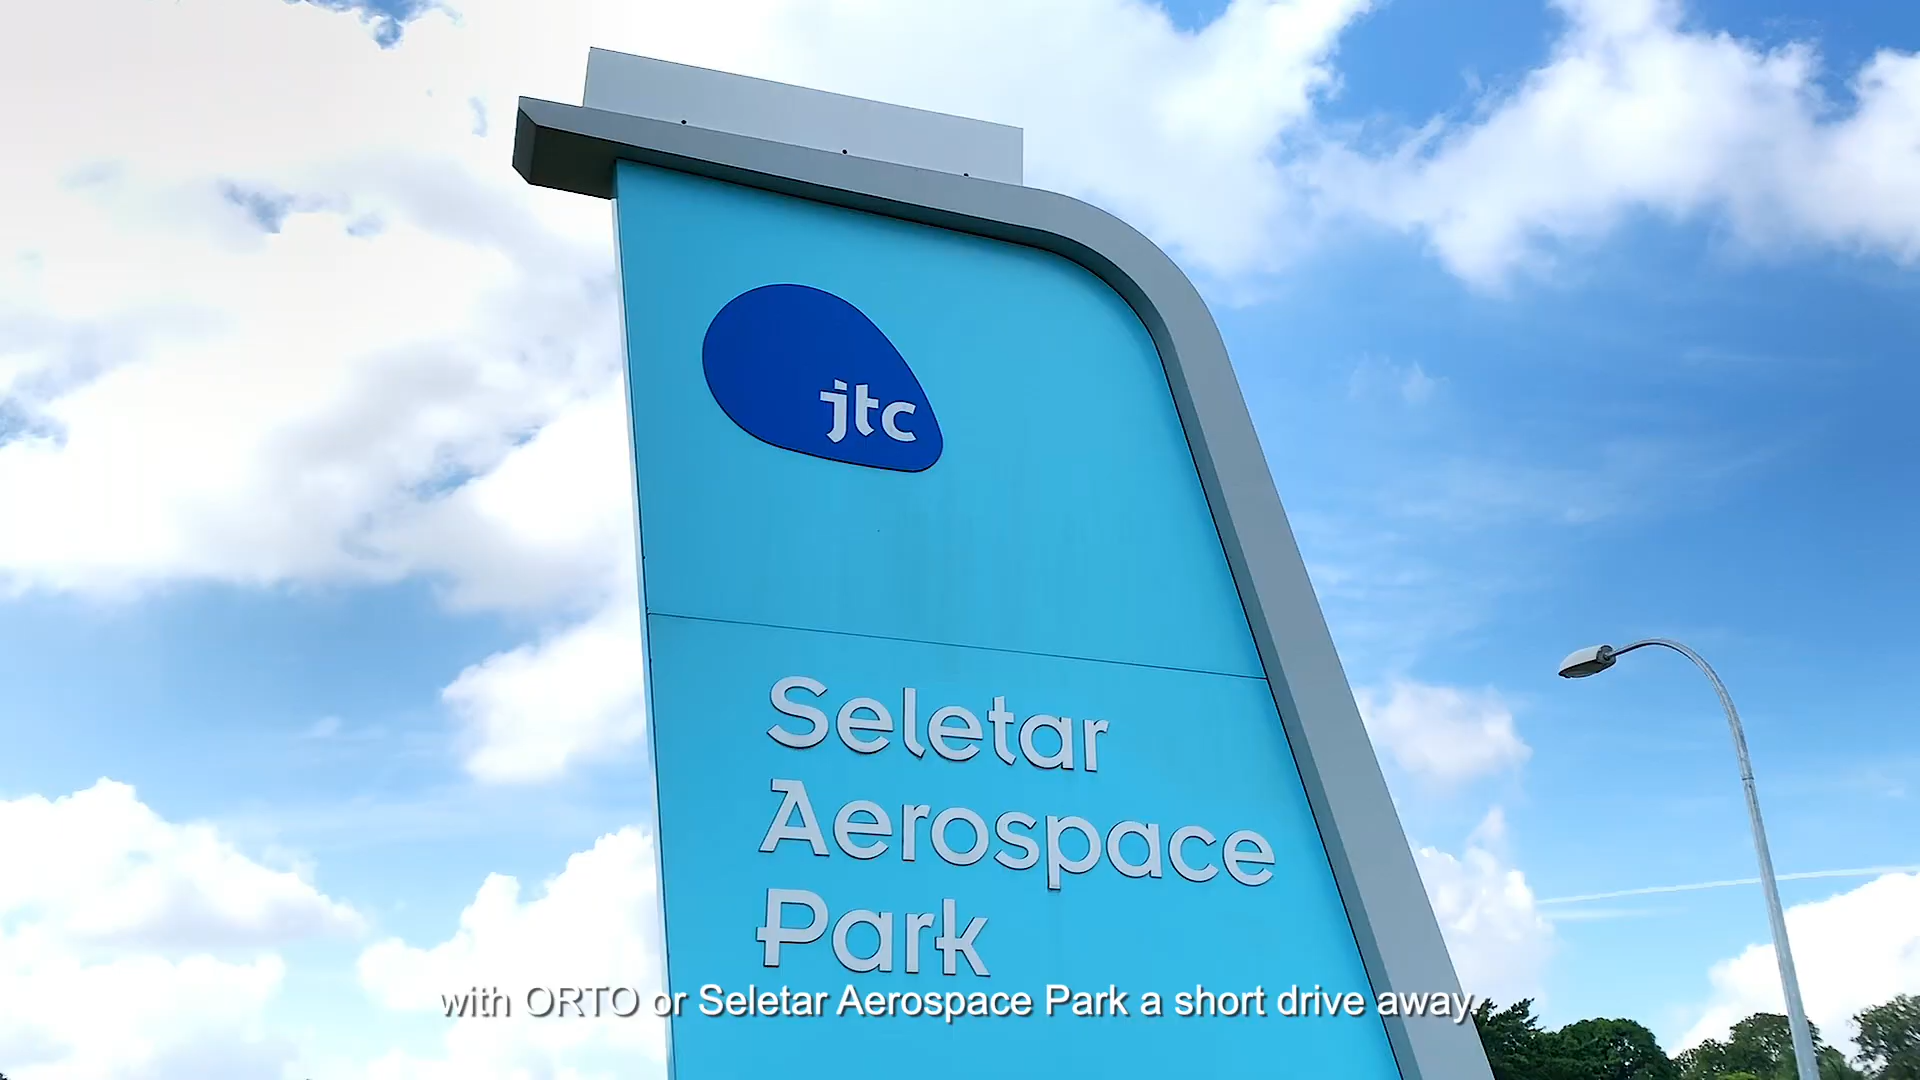 jtc
Seletar
Aerospace
Park
with ORTO or Seletar Aerospace Park a short drive away.